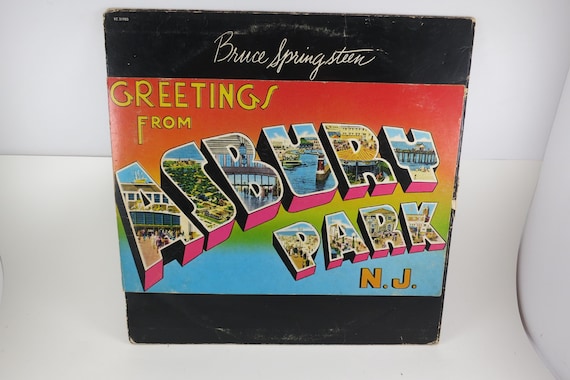 Bruce Springsteen
GREETINGS
FROM
ASBURY
PARK
N.J.